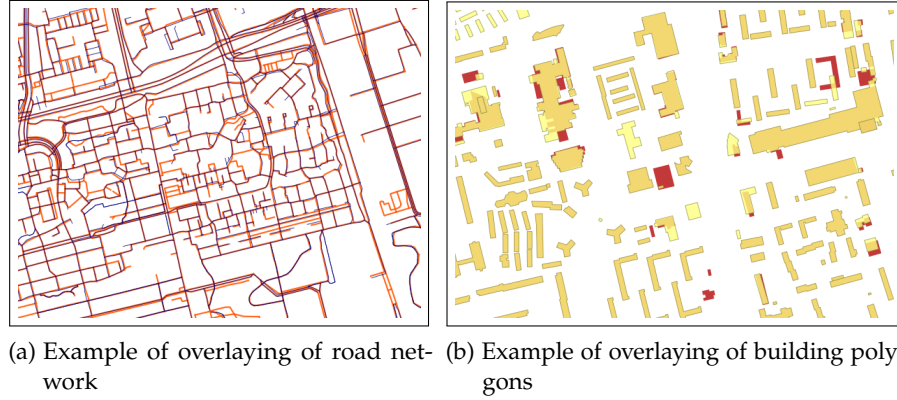 (a) Example of overlaying of road net-
work
(b) Example of overlaying of building poly
gons